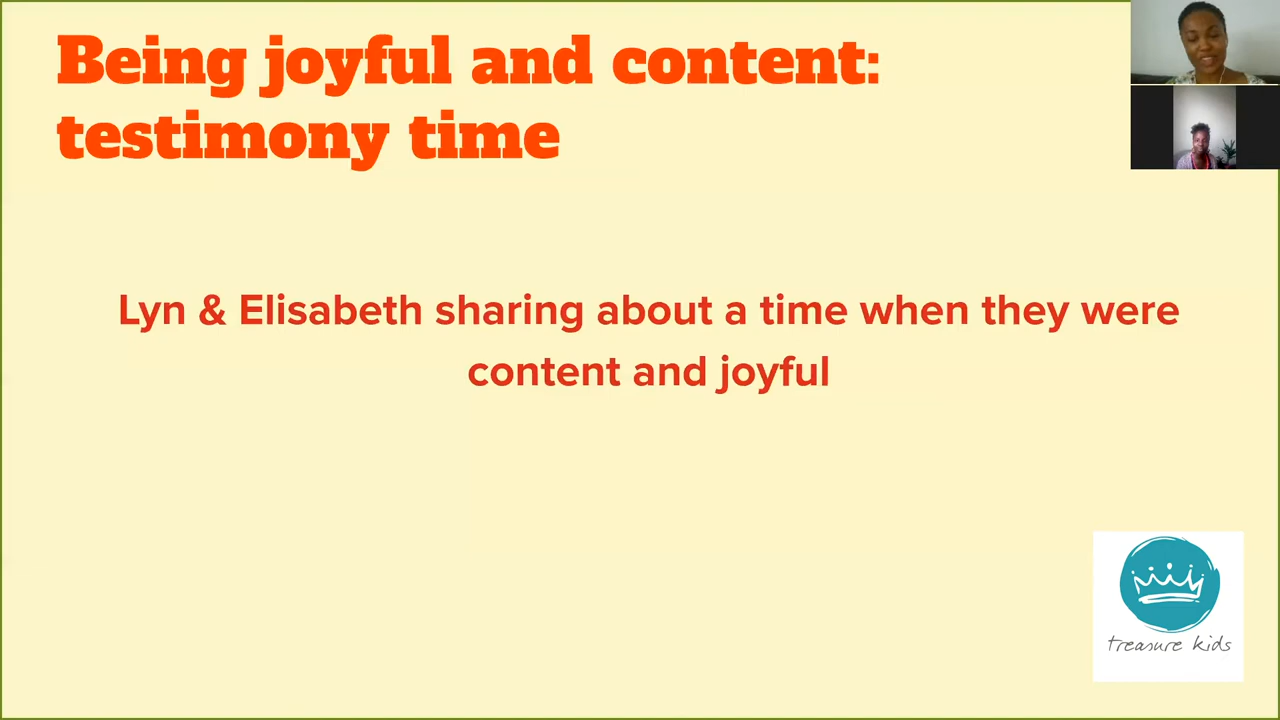 Being joyful and content:
testimony time
Lyn & Elisabeth sharing about a time when they were
content and joyful
treasure kids